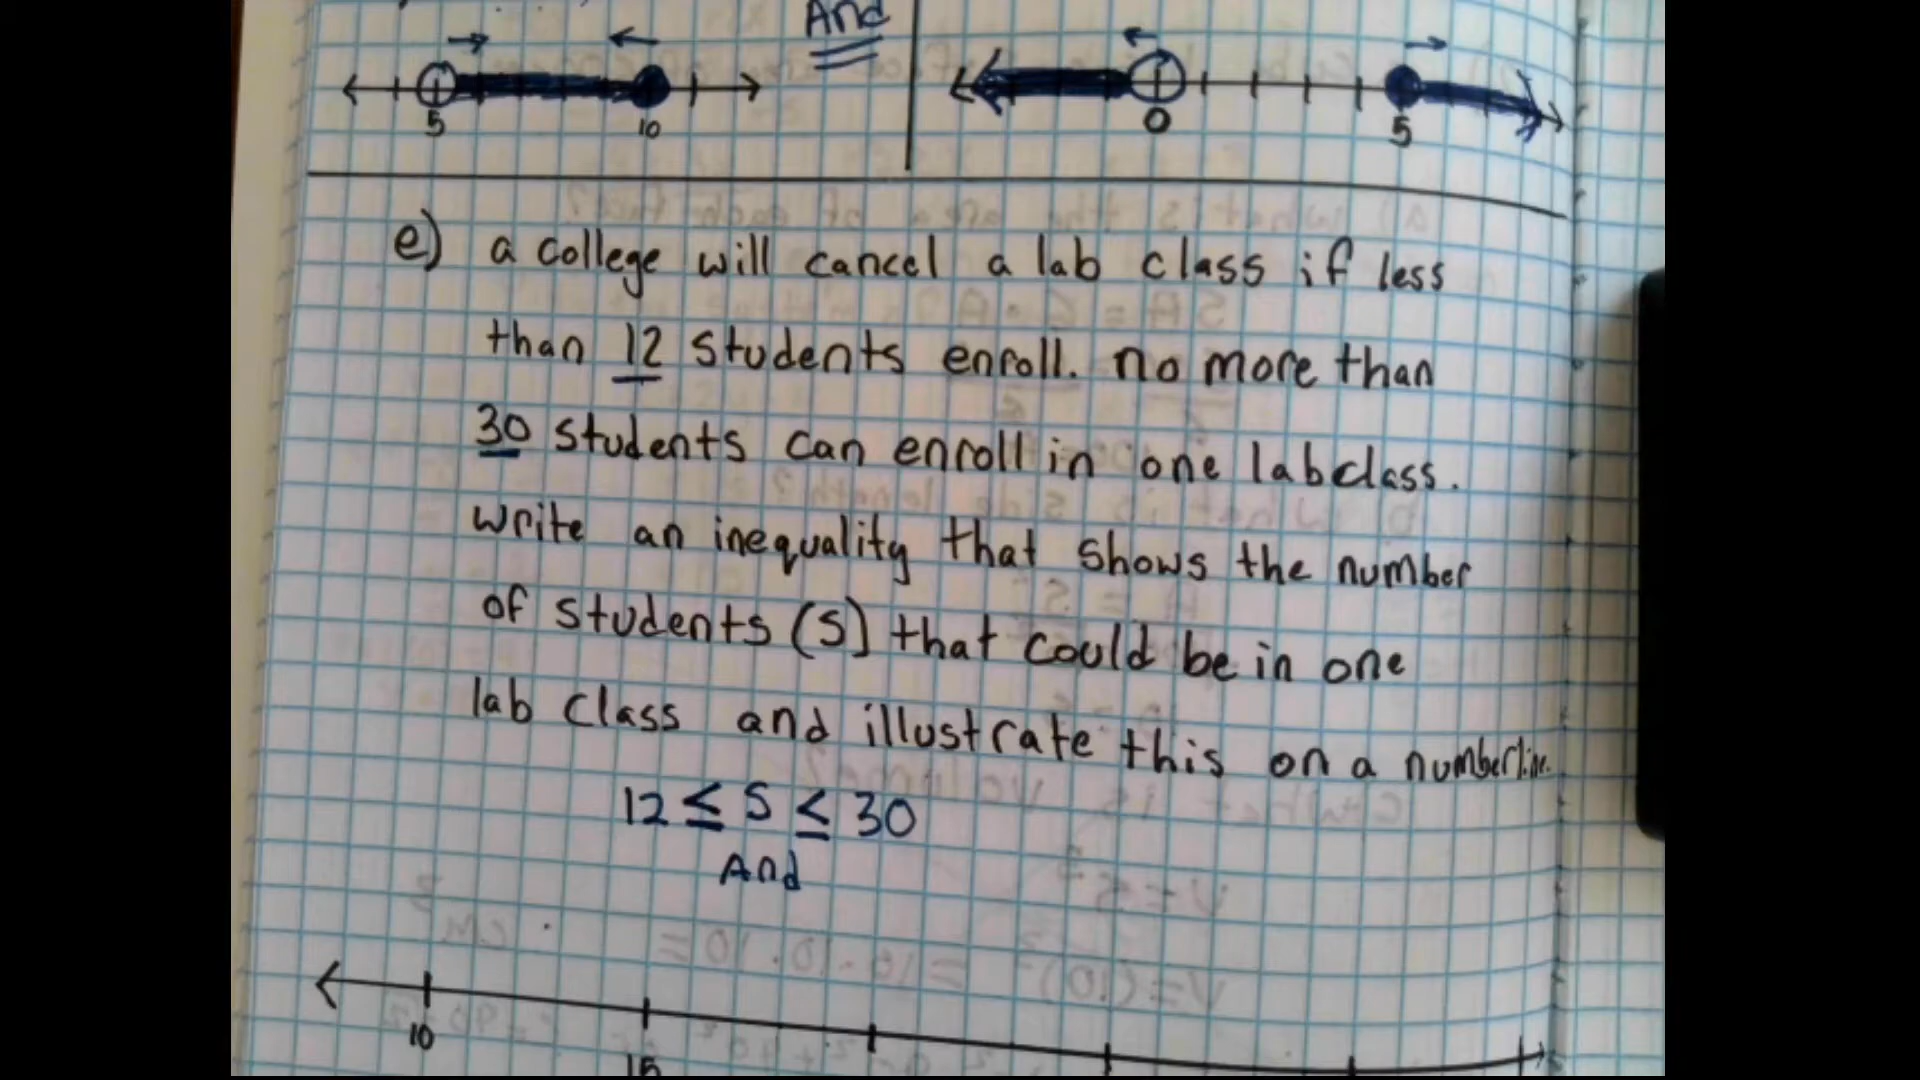 And
5 10
0 5
e) a college will cancel a lab class if less
than 12 students enroll. no more than
30 students can enroll in one labclass.
write an inequality that shows the number
of students (S) that could be in one
lab class and illustrate this on a numberline.
12 ≤ S ≤ 30
And
10
15